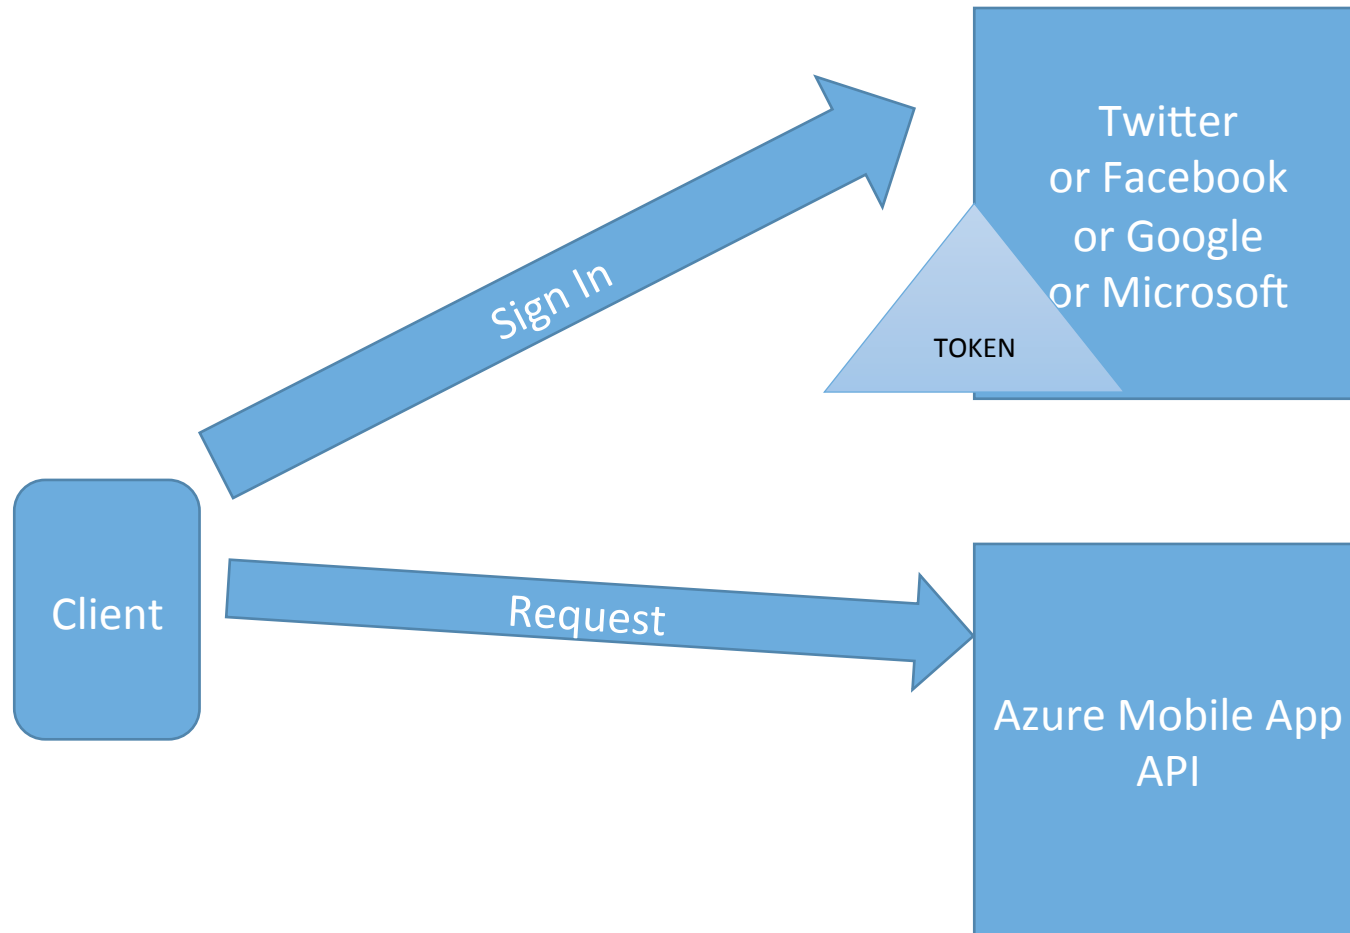 Twitter
or Facebook
or Google
or Microsoft
TOKEN
Sign In
Client
Request
Azure Mobile App
API